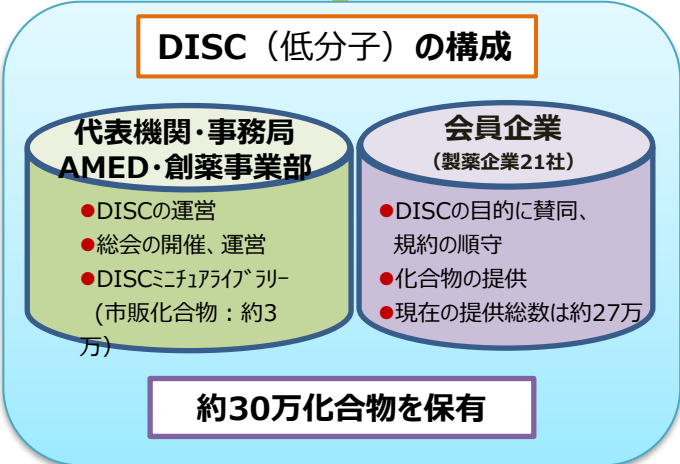 DISC（低分子）の構成
代表機関・事務局
AMED・創薬事業部
●DISCの運営
●総会の開催、運営
●DISCﾐﾆﾁｭｱﾗｲﾌﾞﾗﾘｰ
(市販化合物：約3
万)
会員企業
（製薬企業21社）
●DISCの目的に賛同、
規約の順守
●化合物の提供
●現在の提供総数は約27万
約30万化合物を保有